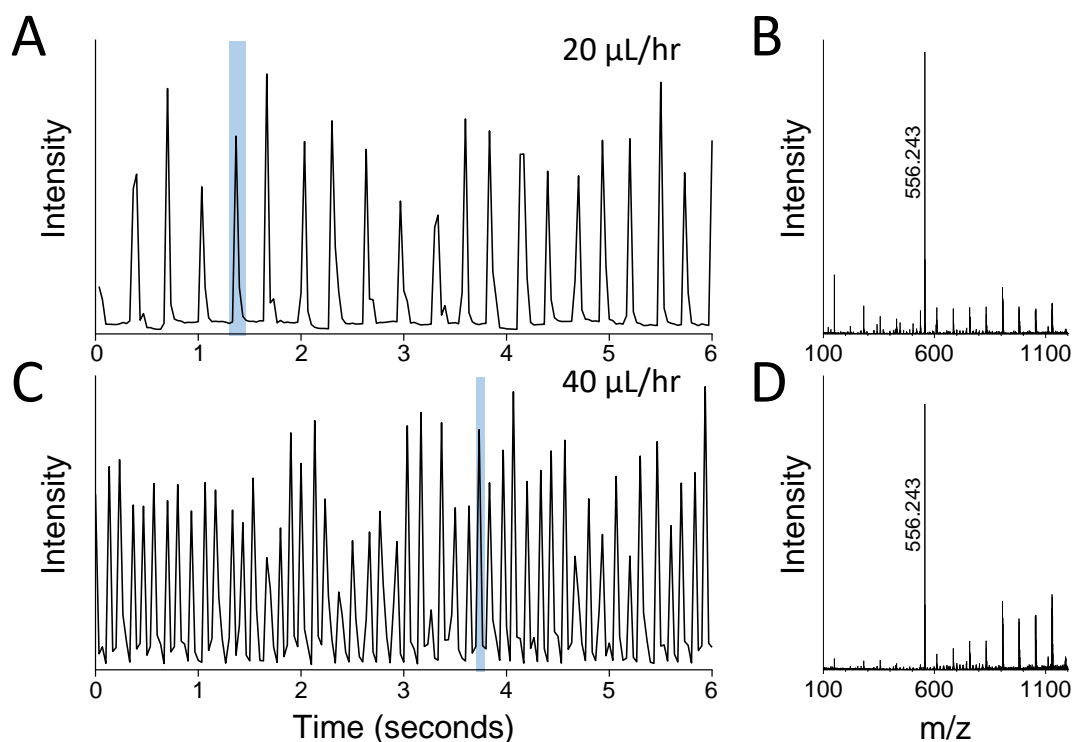 A
20 µL/hr
Intensity
0 1 2 3 4 5 6
B
Intensity
556.243
100 600 1100
C
40 µL/hr
Intensity
0 1 2 3 4 5 6
Time (seconds)
D
Intensity
556.243
100 600 1100
m/z